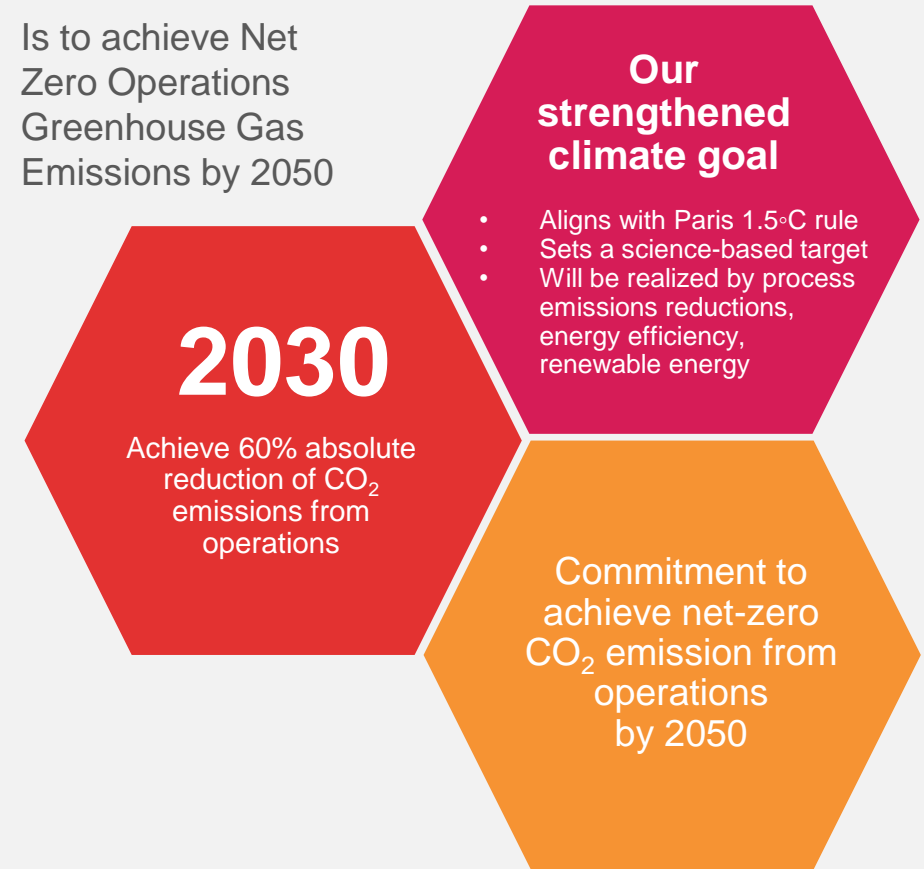 Is to achieve Net
Zero Operations
Greenhouse Gas
Emissions by 2050
Our
strengthened
climate goal
• Aligns with Paris 1.5◦C rule
• Sets a science-based target
• Will be realized by process
emissions reductions,
energy efficiency,
renewable energy
2030
Achieve 60% absolute
reduction of CO₂
emissions from
operations
Commitment to
achieve net-zero
CO₂ emission from
operations
by 2050